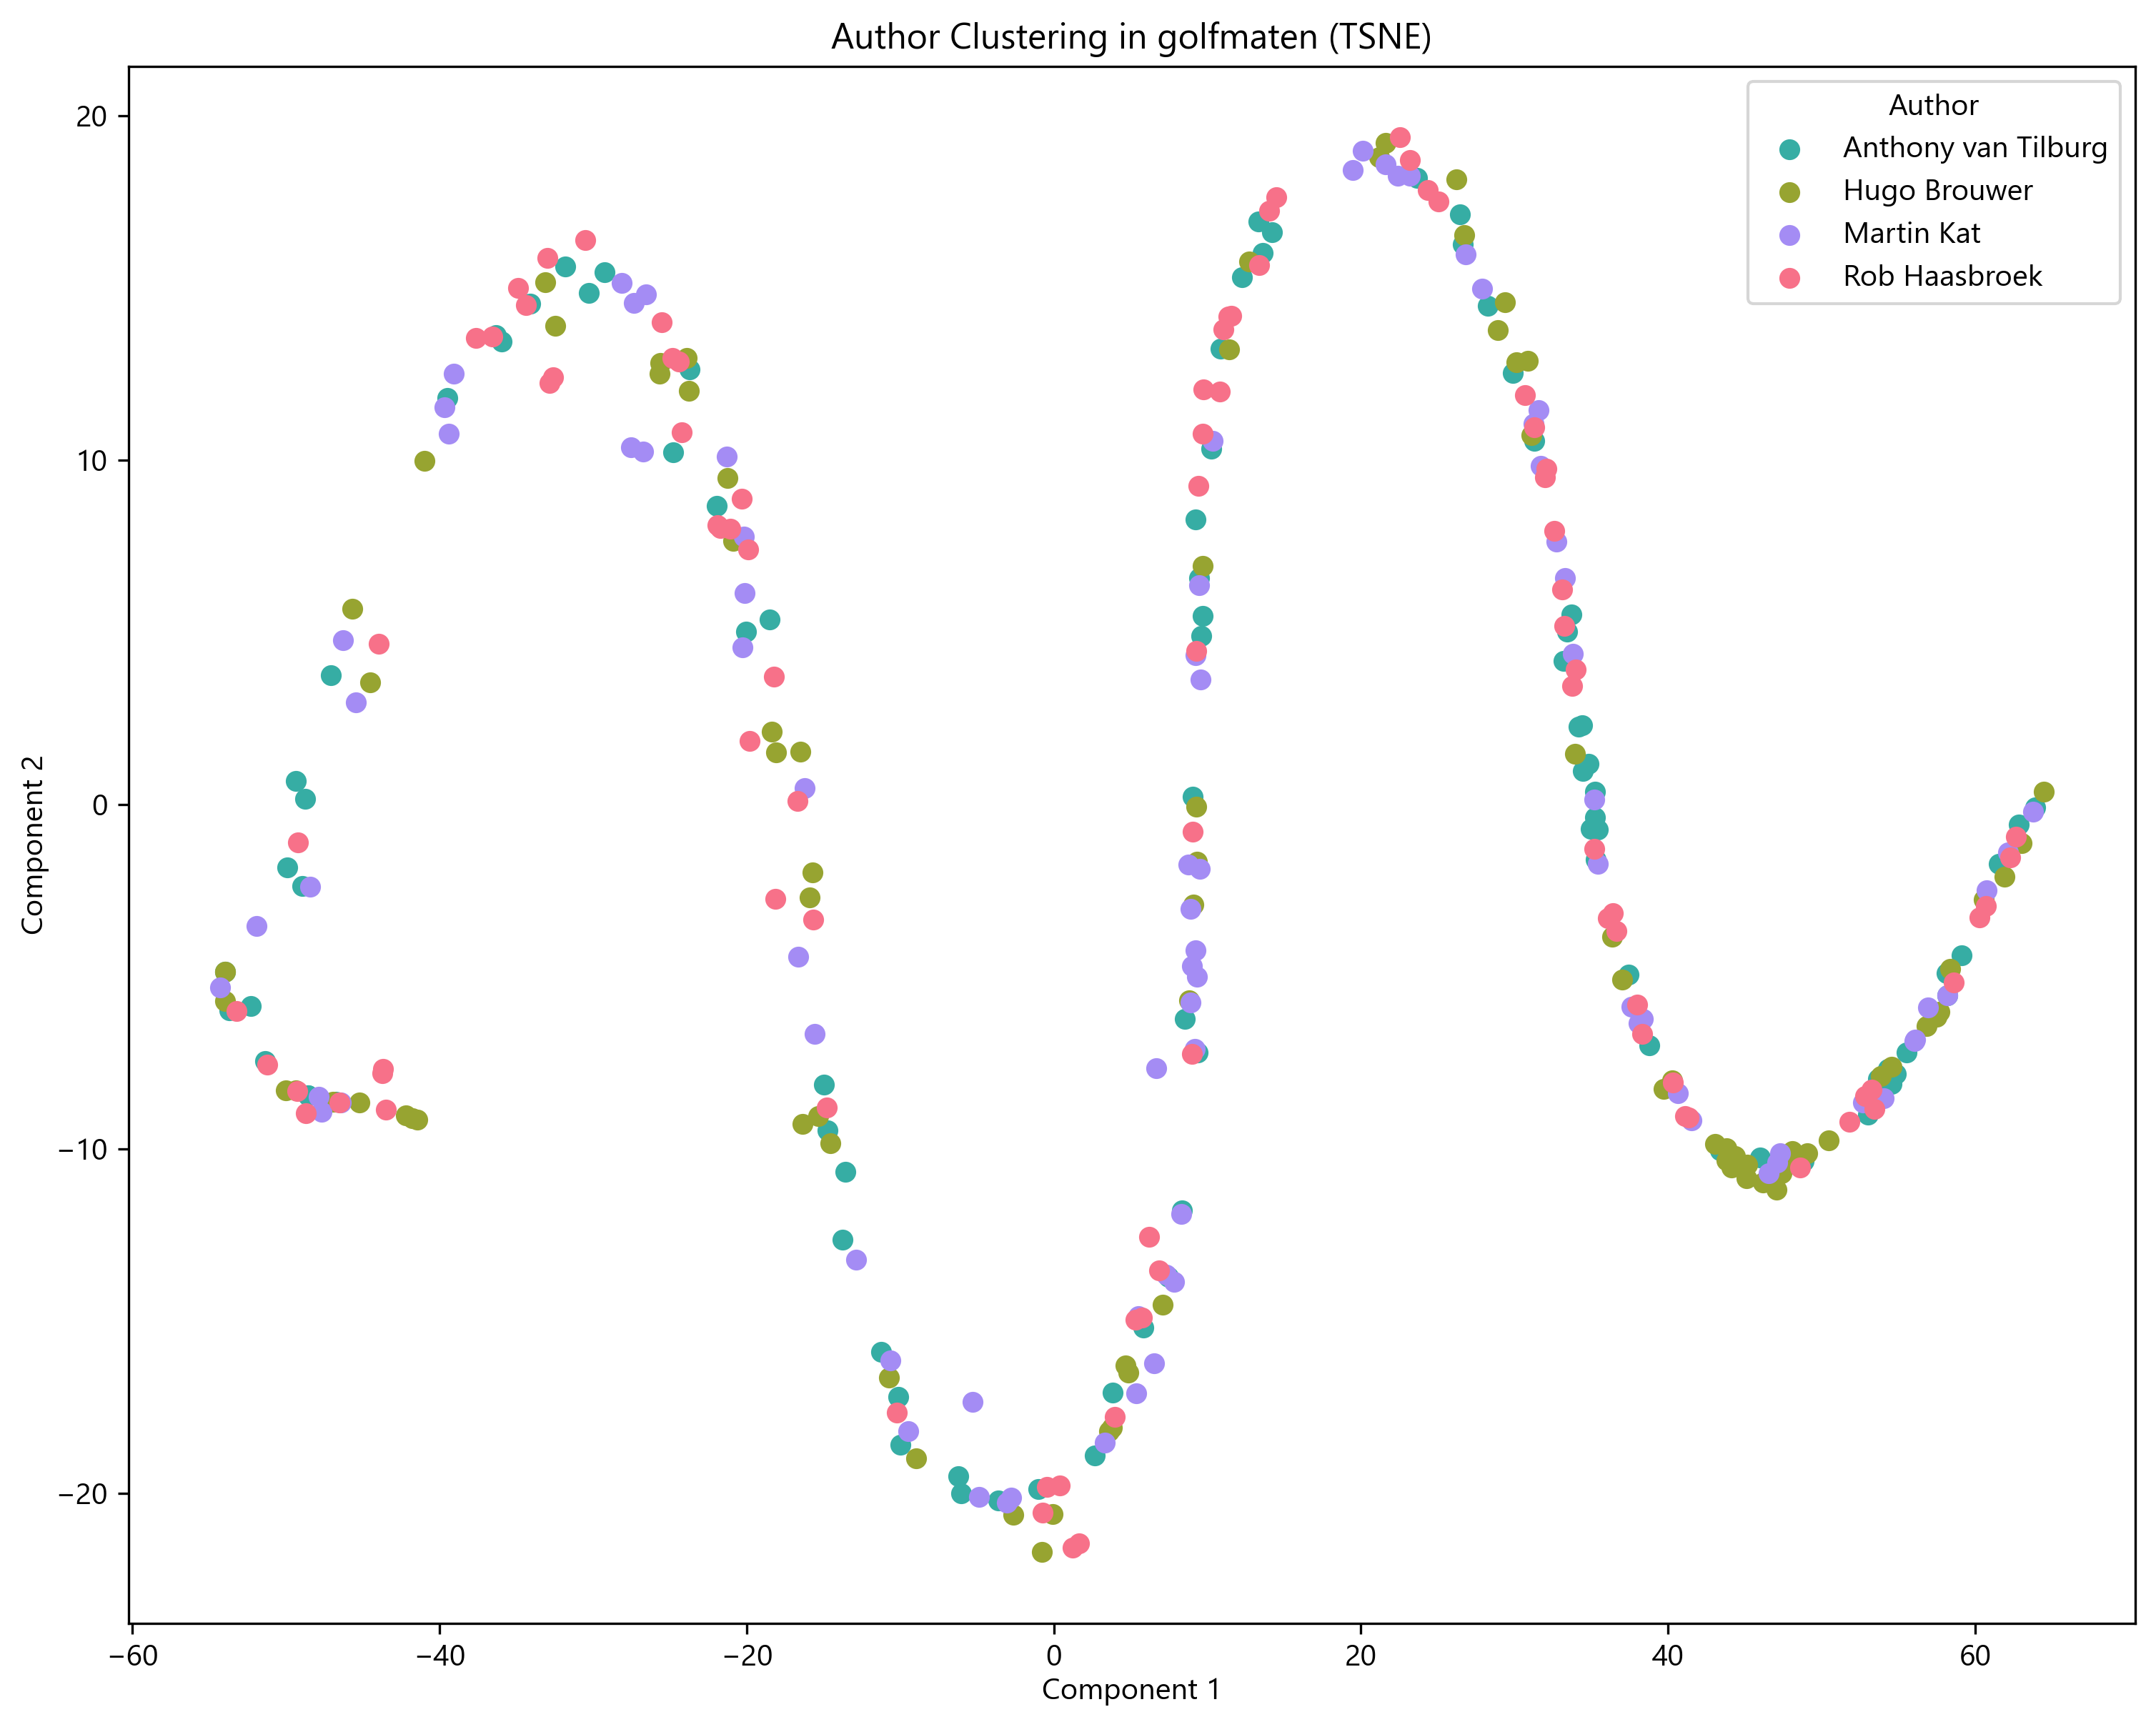 Author Clustering in golfmaten (TSNE)
Author
Anthony van Tilburg
Hugo Brouwer
Martin Kat
Rob Haasbroek
20
10
0
−10
−20
Component 2
−60
−40
−20
0
20
40
60
Component 1